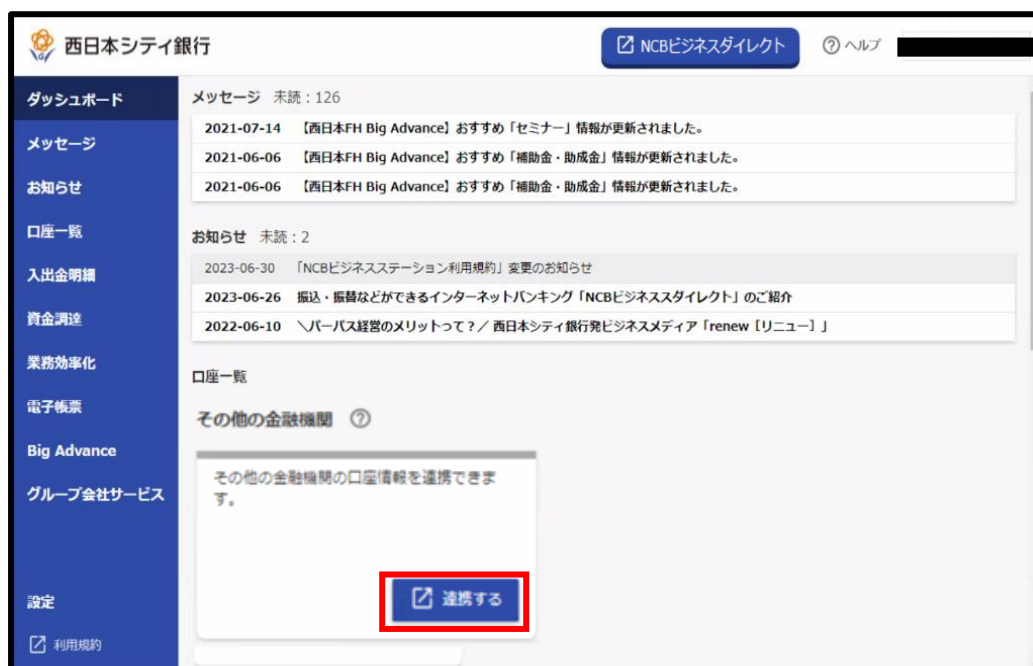 西日本シティ銀行
NCBビジネスダイレクト
ヘルプ
ダッシュボード
メッセージ
お知らせ
口座一覧
入出金明細
資金調達
業務効率化
電子帳票
Big Advance
グループ会社サービス
設定
利用規約
メッセージ 未読：126
2021-07-14 【西日本FH Big Advance】おすすめ「セミナー」情報が更新されました。
2021-06-06 【西日本FH Big Advance】おすすめ「補助金・助成金」情報が更新されました。
2021-06-06 【西日本FH Big Advance】おすすめ「補助金・助成金」情報が更新されました。
お知らせ 未読：2
2023-06-30 「NCBビジネスステーション利用規約」変更のお知らせ
2023-06-26 振込・振替などができるインターネットバンキング「NCBビジネスダイレクト」のご紹介
2022-06-10 ＼パーパス経営のメリットって？／ 西日本シティ銀行発ビジネスメディア「renew［リニュー］」
口座一覧
その他の金融機関
その他の金融機関の口座情報を連携できま
す。
連携する